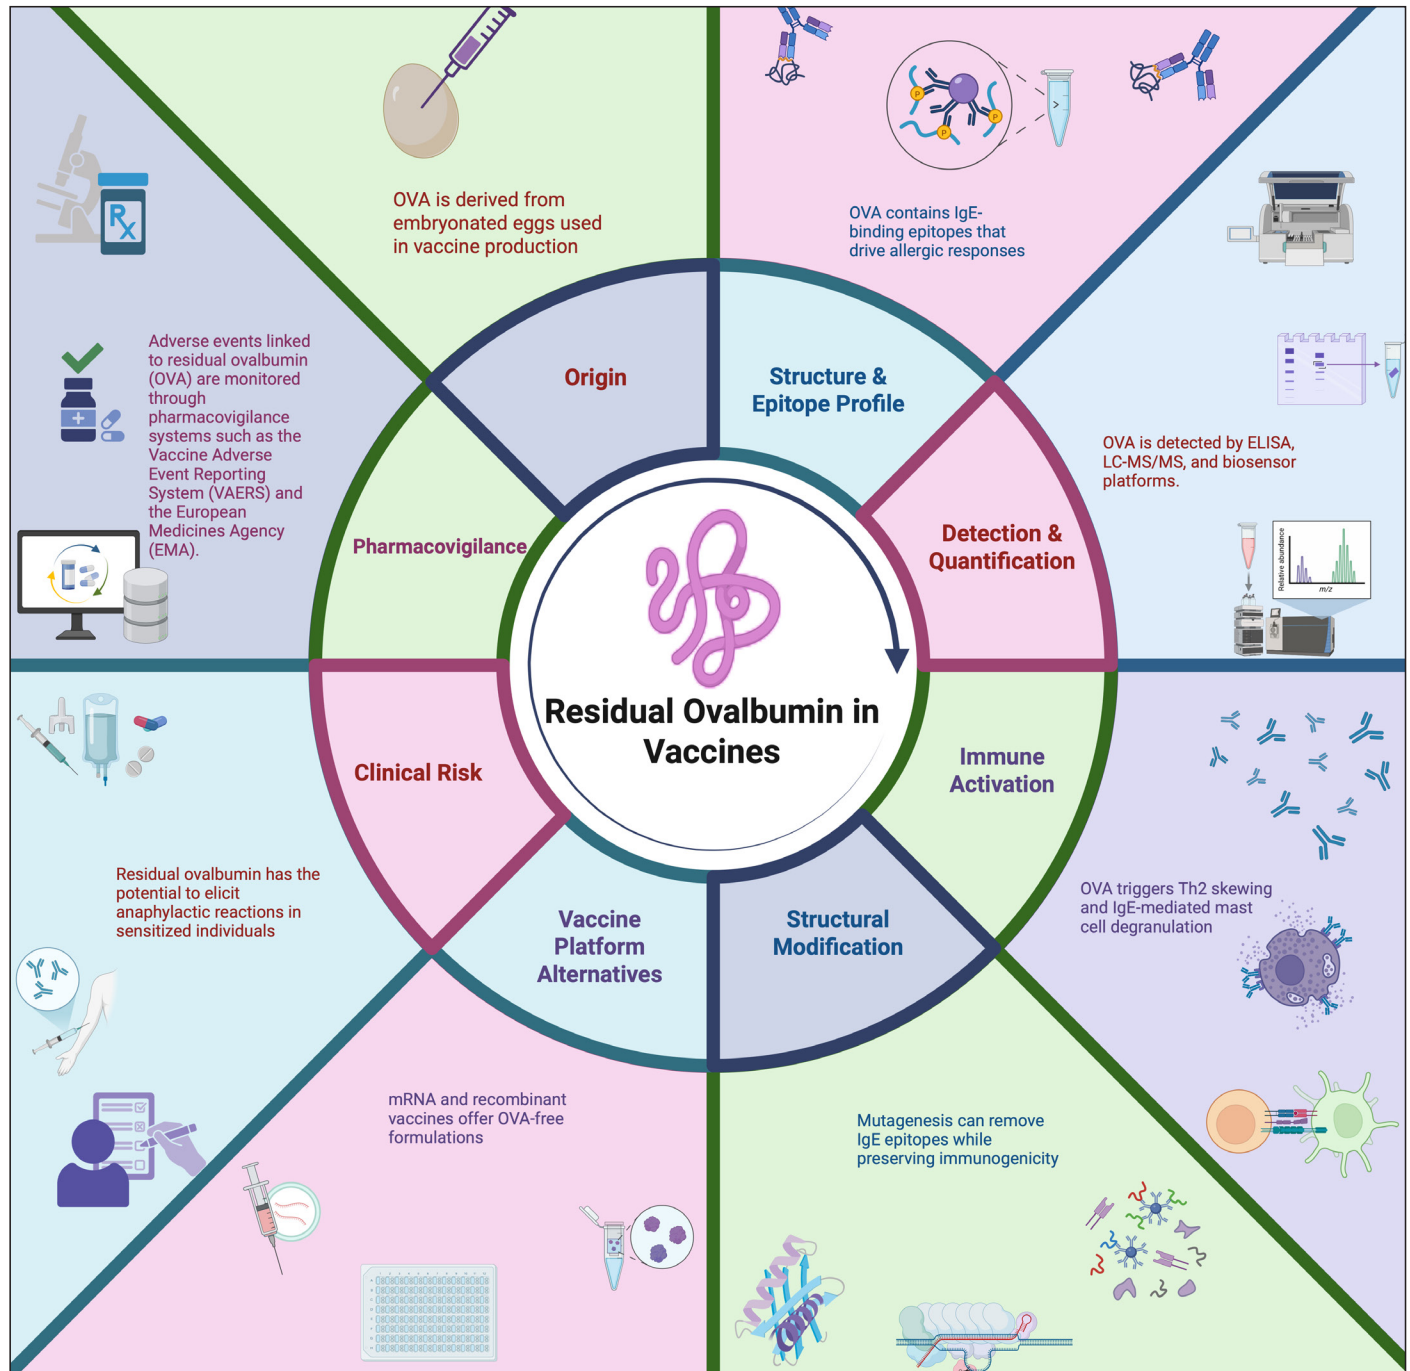 OVA is derived from
embryonated eggs used
in vaccine production
OVA contains IgE-
binding epitopes that
drive allergic responses
P
P
P
>
Rx
Adverse events linked
to residual ovalbumin
(OVA) are monitored
through
pharmacovigilance
systems such as the
Vaccine Adverse
Event Reporting
System (VAERS) and
the European
Medicines Agency
(EMA).
Origin
Structure &
Epitope Profile
OVA is detected by ELISA,
LC-MS/MS, and biosensor
platforms.
Relative abundance
m/z
Pharmacovigilance
Detection &
Quantification
Residual Ovalbumin in
Vaccines
Clinical Risk
Immune
Activation
Residual ovalbumin has the
potential to elicit
anaphylactic reactions in
sensitized individuals
OVA triggers Th2 skewing
and IgE-mediated mast
cell degranulation
Vaccine
Platform
Alternatives
Structural
Modification
mRNA and recombinant
vaccines offer OVA-free
formulations
Mutagenesis can remove
IgE epitopes while
preserving immunogenicity